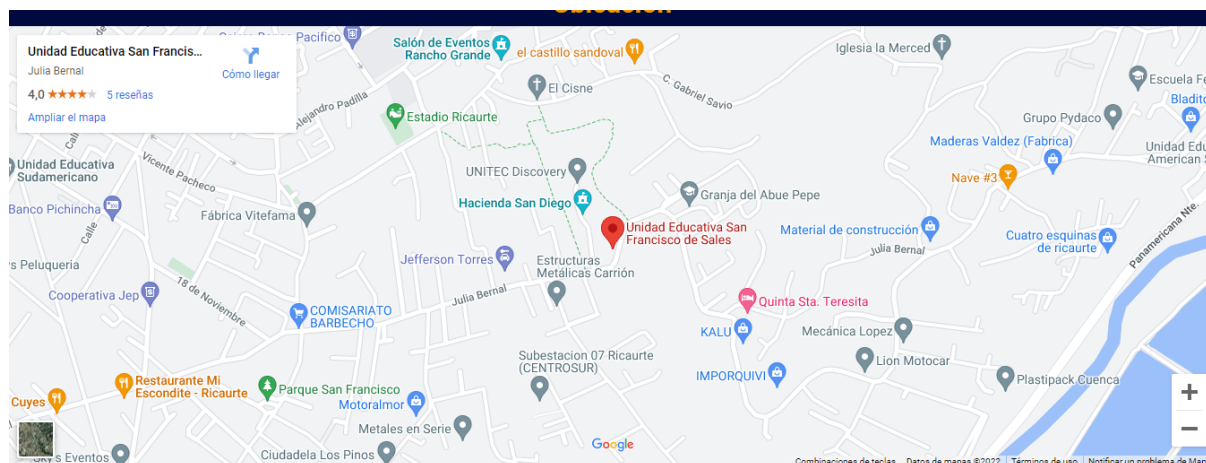 Ubicación
Unidad Educativa San Francis...
Julia Bernal
4,0
5 reseñas
Ampliar el mapa
Cómo llegar
Pacifico
Salón de Eventos
Rancho Grande
el castillo sandoval
Iglesia la Merced
El Cisne
C. Gabriel Savio
Escuela Fe
Alejandro Padilla
Estadio Ricaurte
Grupo Pydaco
Bladito
Maderas Valdez (Fabrica)
Unidad Edu
American S
Unidad Educativa
Sudamericano
Calle
Vicente Pacheco
UNITEC Discovery
Nave #3
Granja del Abue Pepe
Banco Pichincha
Calle
Fábrica Vitefama
Hacienda San Diego
Unidad Educativa San
Francisco de Sales
Material de construcción
Julia Bernal
Cuatro esquinas
de ricaurte
Panamericana Nte.
s Peluqueria
Jefferson Torres
Estructuras
Metálicas Carrión
18 de Noviembre
Cooperativa Jep
Julia Bernal
COMISARIATO
BARBECHO
Quinta Sta. Teresita
KALU
Mecánica Lopez
Subestacion 07 Ricaurte
(CENTROSUR)
Lion Motocar
IMPORQUIVI
Plastipack Cuenca
Restaurante Mi
Escondite - Ricaurte
Parque San Francisco
Cuyes
Motoralmor
Metales en Serie
Sky's Eventos
Ciudadela Los Pinos
Google
Combinaciones de teclas
Datos de mapas ©2022
Términos de uso
Notificar un problema de Map